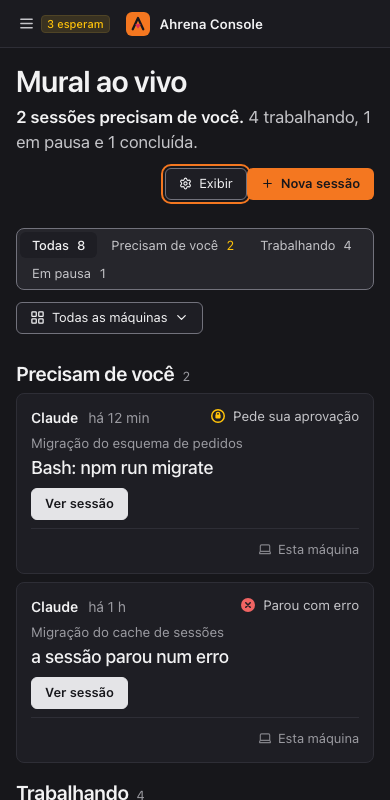 3 esperam
Ahrena Console
Mural ao vivo
2 sessões precisam de você. 4 trabalhando, 1
em pausa e 1 concluída.
Exibir
+ Nova sessão
Todas 8 Precisam de você 2 Trabalhando 4
Em pausa 1
Todas as máquinas
Precisam de você 2
Claude há 12 min Pede sua aprovação
Migração do esquema de pedidos
Bash: npm run migrate
Ver sessão
Esta máquina
Claude há 1 h Parou com erro
Migração do cache de sessões
a sessão parou num erro
Ver sessão
Esta máquina
Trabalhando 4